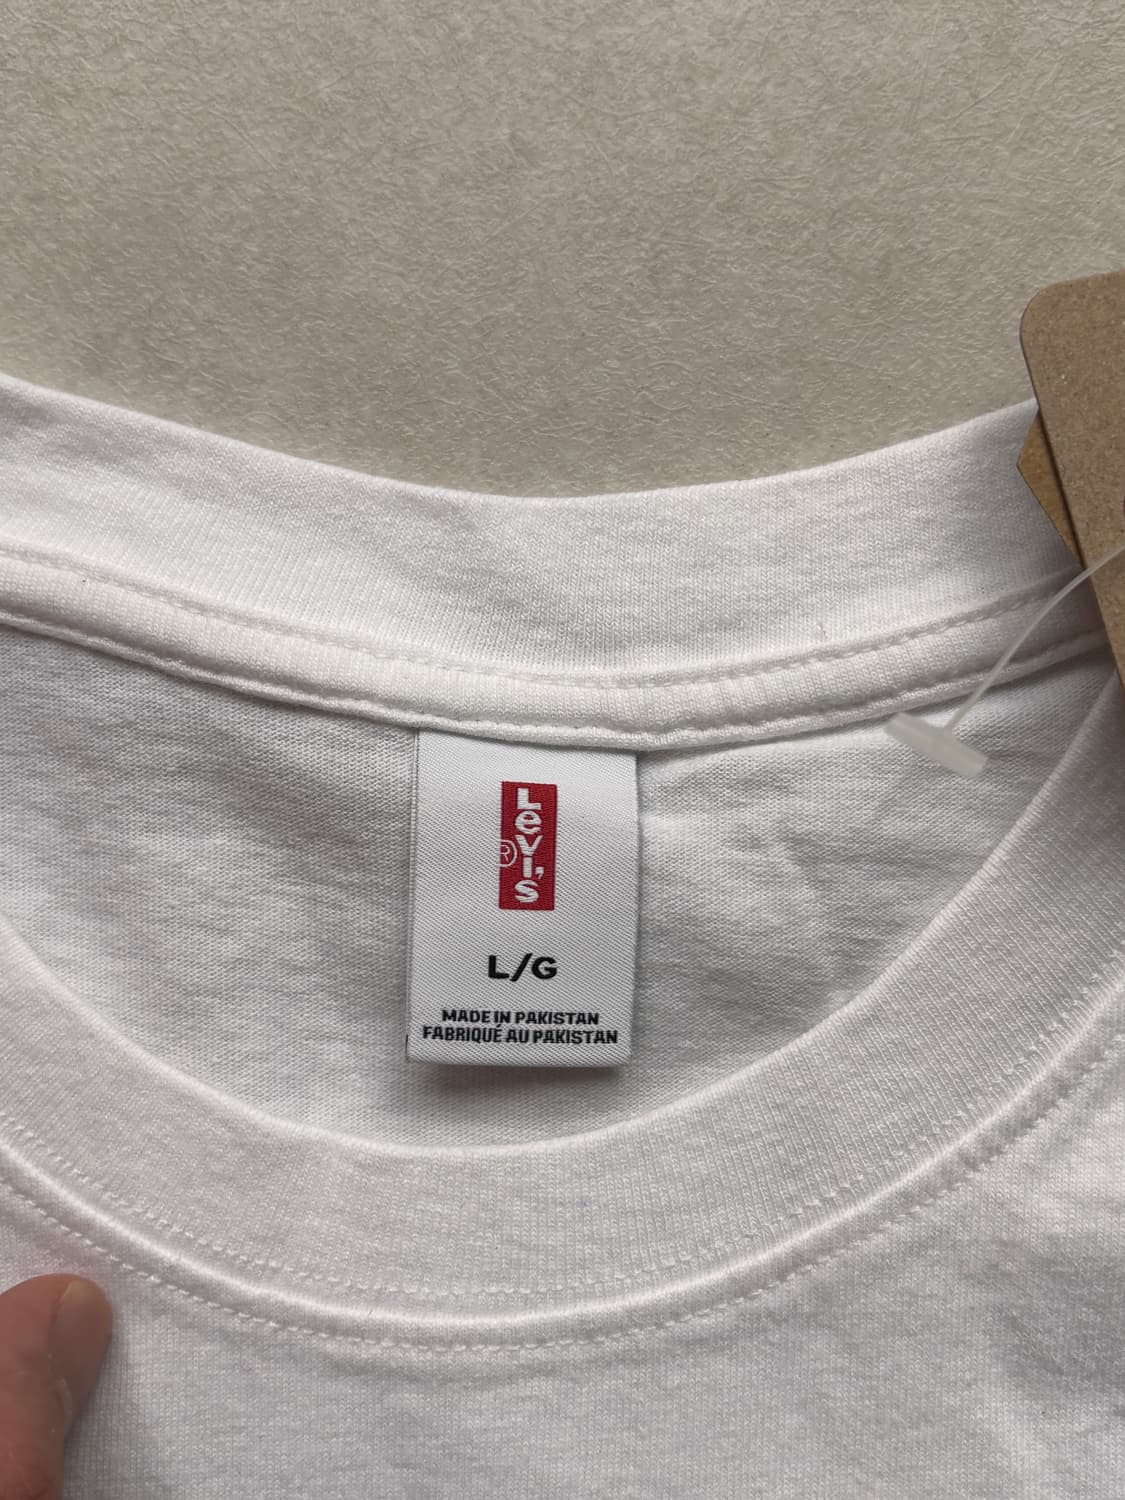 Levi's
®
L/G
MADE IN PAKISTAN
FABRIQUÉ AU PAKISTAN